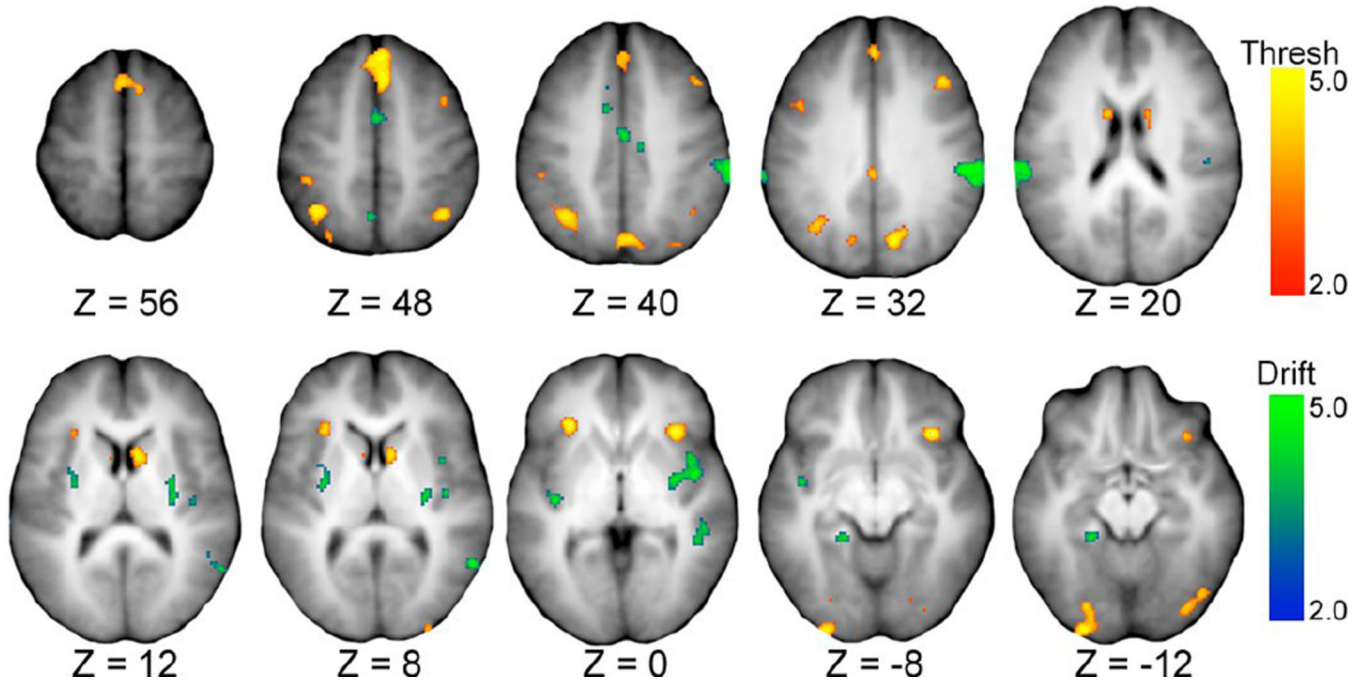 Thresh
5.0
2.0
Z = 56
Z = 48
Z = 40
Z = 32
Z = 20
Drift
5.0
2.0
Z = 12
Z = 8
Z = 0
Z = -8
Z = -12